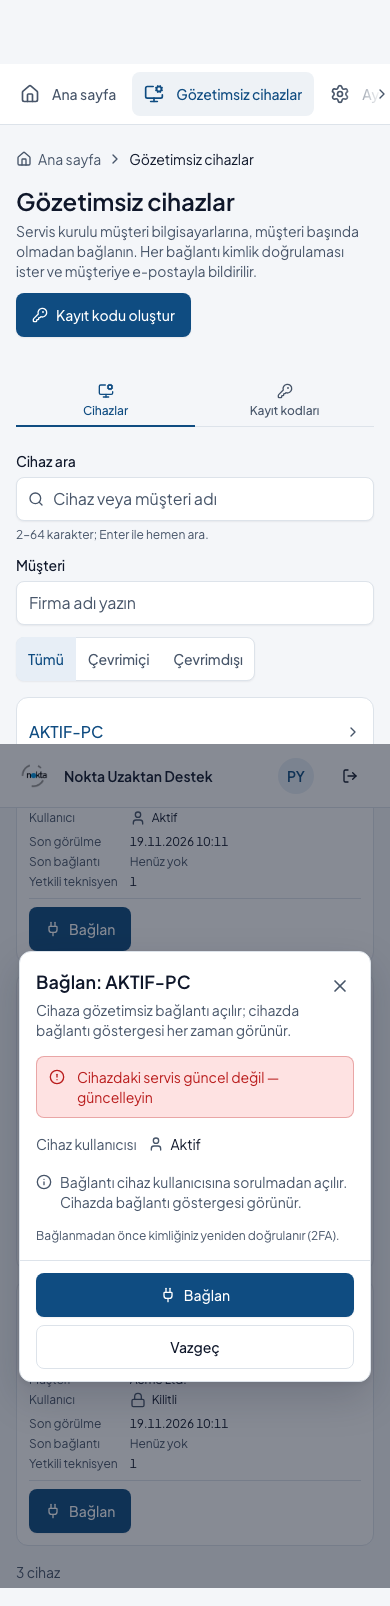 Ana sayfa
Gözetimsiz cihazlar
Ana sayfa
Gözetimsiz cihazlar
Gözetimsiz cihazlar
Servis kurulu müşteri bilgisayarlarına, müşteri başında
olmadan bağlanın. Her bağlantı kimlik doğrulaması
ister ve müşteriye e-postayla bildirilir.
Kayıt kodu oluştur
Cihazlar
Kayıt kodları
Cihaz ara
Cihaz veya müşteri adı
2–64 karakter; Enter ile hemen ara.
Müşteri
Firma adı yazın
Tümü
Çevrimiçi
Çevrimdışı
AKTIF-PC
nokta
Nokta Uzaktan Destek
PY
Kullanıcı
Aktif
Son görülme
19.11.2026 10:11
Son bağlantı
Henüz yok
Yetkili teknisyen
1
Bağlan
Bağlan: AKTIF-PC
Cihaza gözetimsiz bağlantı açılır; cihazda
bağlantı göstergesi her zaman görünür.
Cihazdaki servis güncel değil —
güncelleyin
Cihaz kullanıcısı
Aktif
Bağlantı cihaz kullanıcısına sorulmadan açılır.
Cihazda bağlantı göstergesi görünür.
Bağlanmadan önce kimliğiniz yeniden doğrulanır (2FA).
Bağlan
Vazgeç
Kullanıcı
Kilitli
Son görülme
19.11.2026 10:11
Son bağlantı
Henüz yok
Yetkili teknisyen
1
Bağlan
3 cihaz